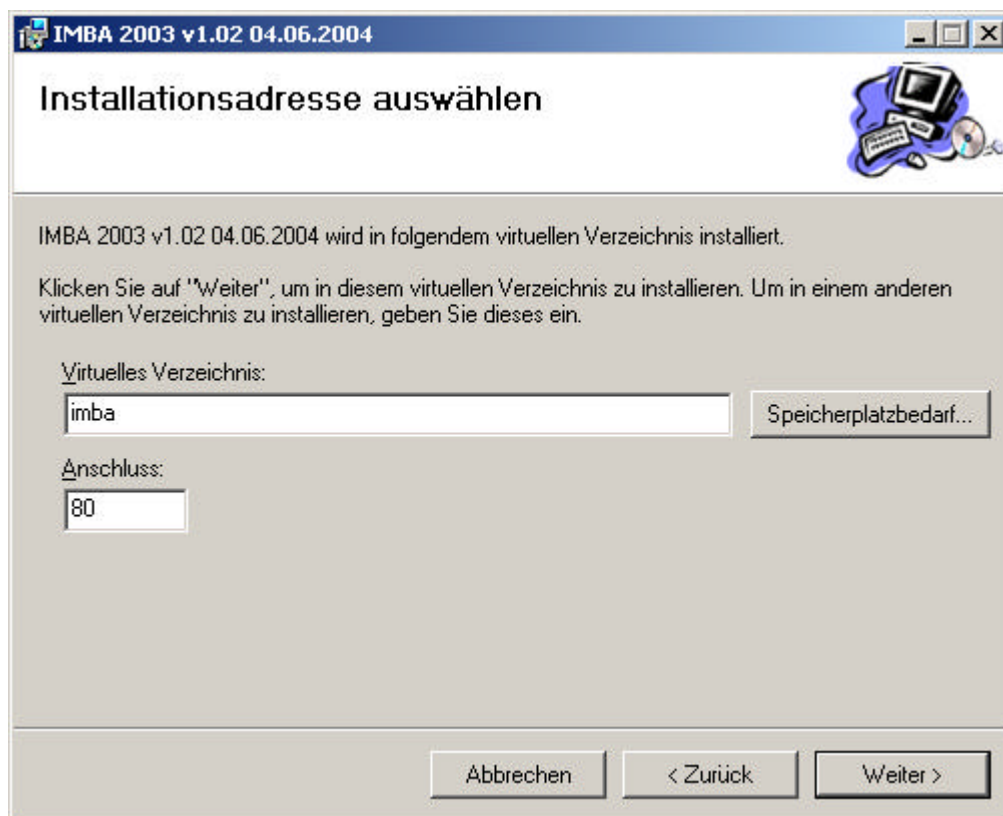 IMBA 2003 v1.02 04.06.2004
Installationsadresse auswählen
IMBA 2003 v1.02 04.06.2004 wird in folgendem virtuellen Verzeichnis installiert.
Klicken Sie auf "Weiter", um in diesem virtuellen Verzeichnis zu installieren. Um in einem anderen
virtuellen Verzeichnis zu installieren, geben Sie dieses ein.
Virtuelles Verzeichnis:
imba
Speicherplatzbedarf...
Anschluss:
80
Abbrechen
< Zurück
Weiter >